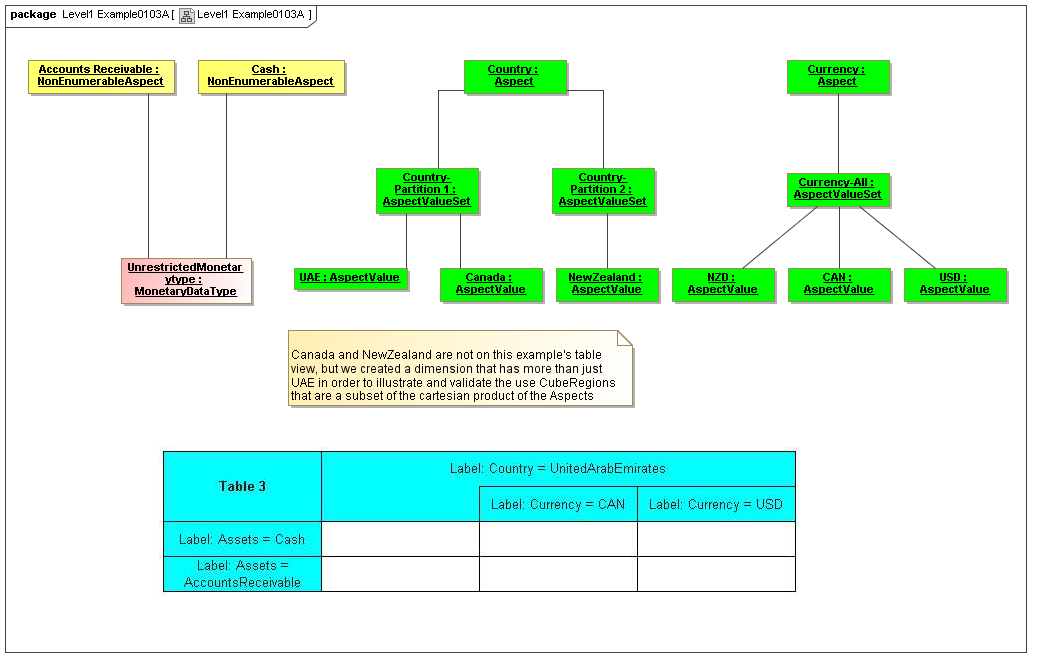 package Level1 Example0103A [ Level1 Example0103A ]
Accounts Receivable :
NonEnumerableAspect
Cash :
NonEnumerableAspect
Country :
Aspect
Currency :
Aspect
Country-
Partition 1 :
AspectValueSet
Country-
Partition 2 :
AspectValueSet
Currency-All :
AspectValueSet
UnrestrictedMonetar
ytype :
MonetaryDataType
UAE : AspectValue
Canada :
AspectValue
NewZealand :
AspectValue
NZD :
AspectValue
CAN :
AspectValue
USD :
AspectValue
Canada and NewZealand are not on this example's table
view, but we created a dimension that has more than just
UAE in order to illustrate and validate the use CubeRegions
that are a subset of the cartesian product of the Aspects
Table 3
Label: Country = UnitedArabEmirates
Label: Currency = CAN
Label: Currency = USD
Label: Assets = Cash
Label: Assets =
AccountsReceivable